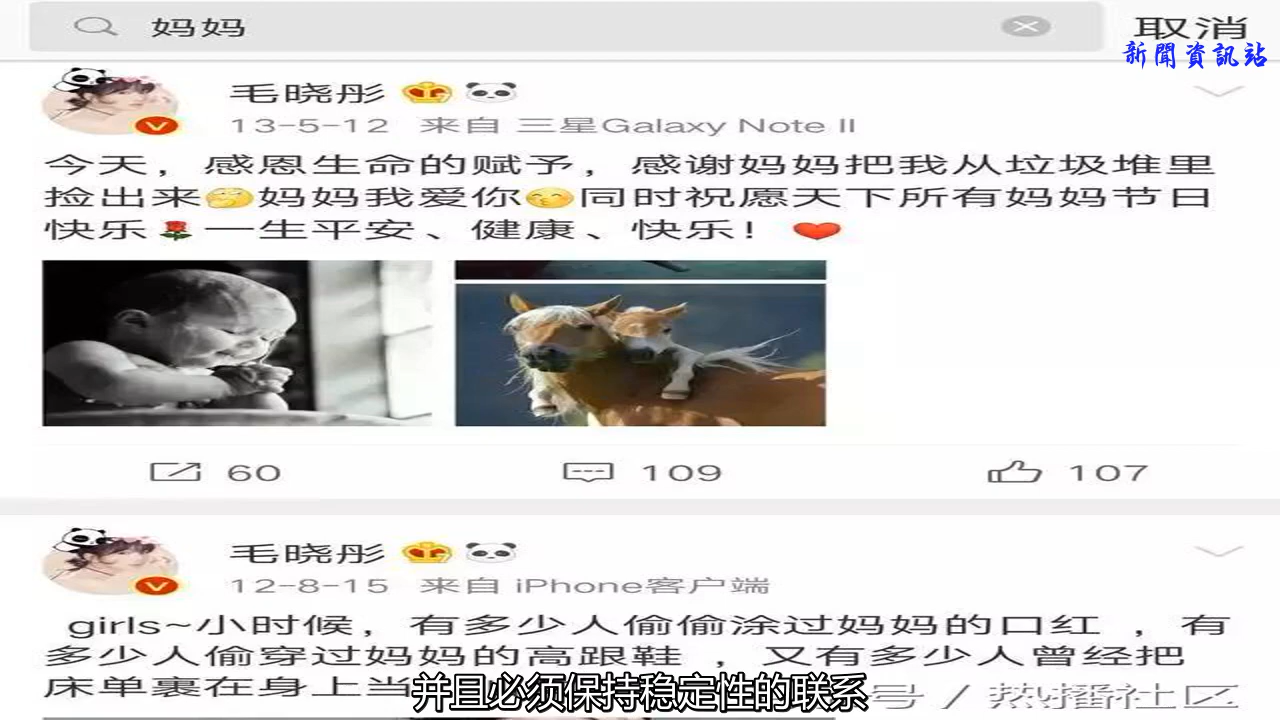 妈妈
取消
新聞資訊站
毛晓彤
13-5-12 来自 三星Galaxy Note II
今天，感恩生命的赋予，感谢妈妈把我从垃圾堆里
捡出来妈妈我爱你同时祝愿天下所有妈妈节日
快乐一生平安、健康、快乐！
60
109
107
毛晓彤
12-8-15 来自 iPhone客户端
girls~小时候，有多少人偷偷涂过妈妈的口红 ，有
多少人偷穿过妈妈的高跟鞋 ，又有多少人曾经把
床单裹在身上当
并且必须保持稳定性的联系
号 / 热播社区